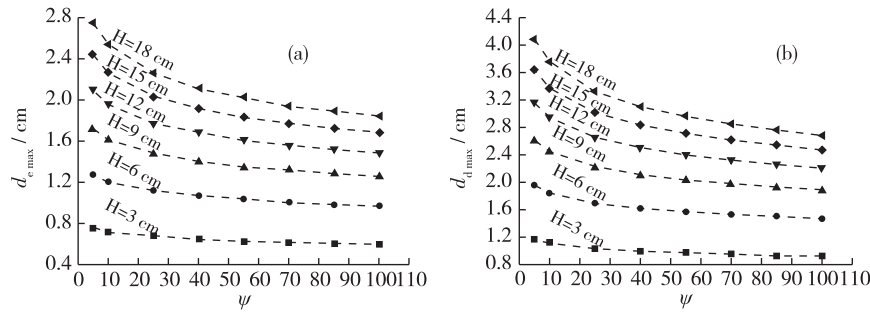 2.8
2.4
2.0
1.6
1.2
0.8
0.4
d e max / cm
H=18 cm
H=15 cm
H=12 cm
H=9 cm
H=6 cm
H=3 cm
(a)
0 10 20 30 40 50 60 70 80 90 100110
ψ
4.4
4.0
3.6
3.2
2.8
2.4
2.0
1.6
1.2
0.8
d d max / cm
H=18 cm
H=15 cm
H=12 cm
H=9 cm
H=6 cm
H=3 cm
(b)
0 10 20 30 40 50 60 70 80 90 100 110
ψ